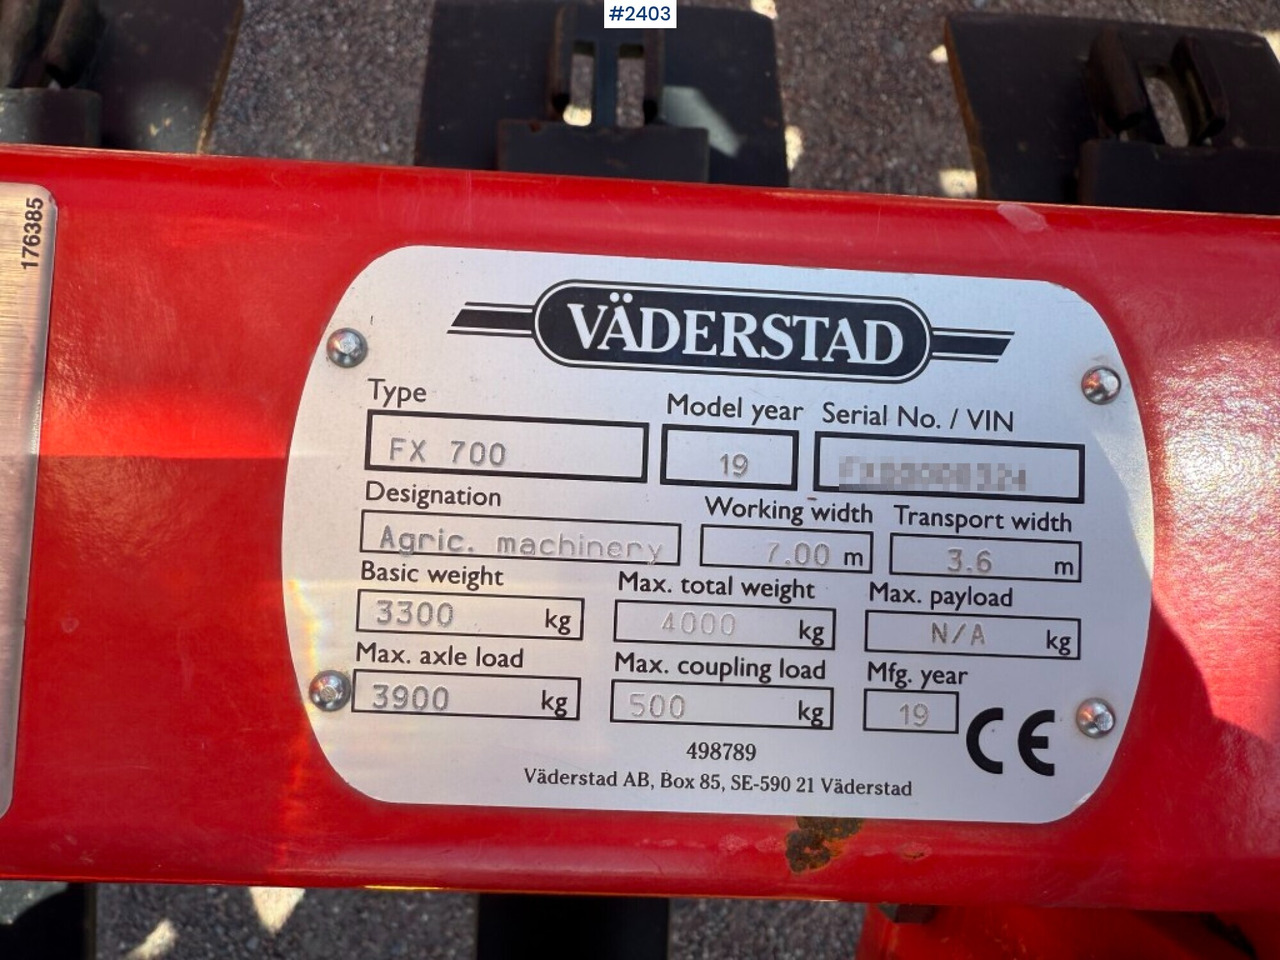 #2403
176385
VÄDERSTAD
Type Model year Serial No. / VIN
FX 700 19
Designation Working width Transport width
Agric. machinery 7.00 m 3.6 m
Basic weight Max. total weight Max. payload
3300 kg 4000 kg N/A kg
Max. axle load Max. coupling load Mfg. year
3900 kg 500 kg 19 CE
498789
Väderstad AB, Box 85, SE-590 21 Väderstad